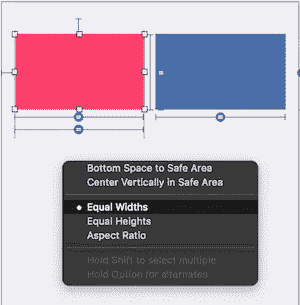 Bottom Space to Safe Area
Center Vertically in Safe Area
Equal Widths
Equal Heights
Aspect Ratio
Hold Shift to select multiple
Hold Option for alternates